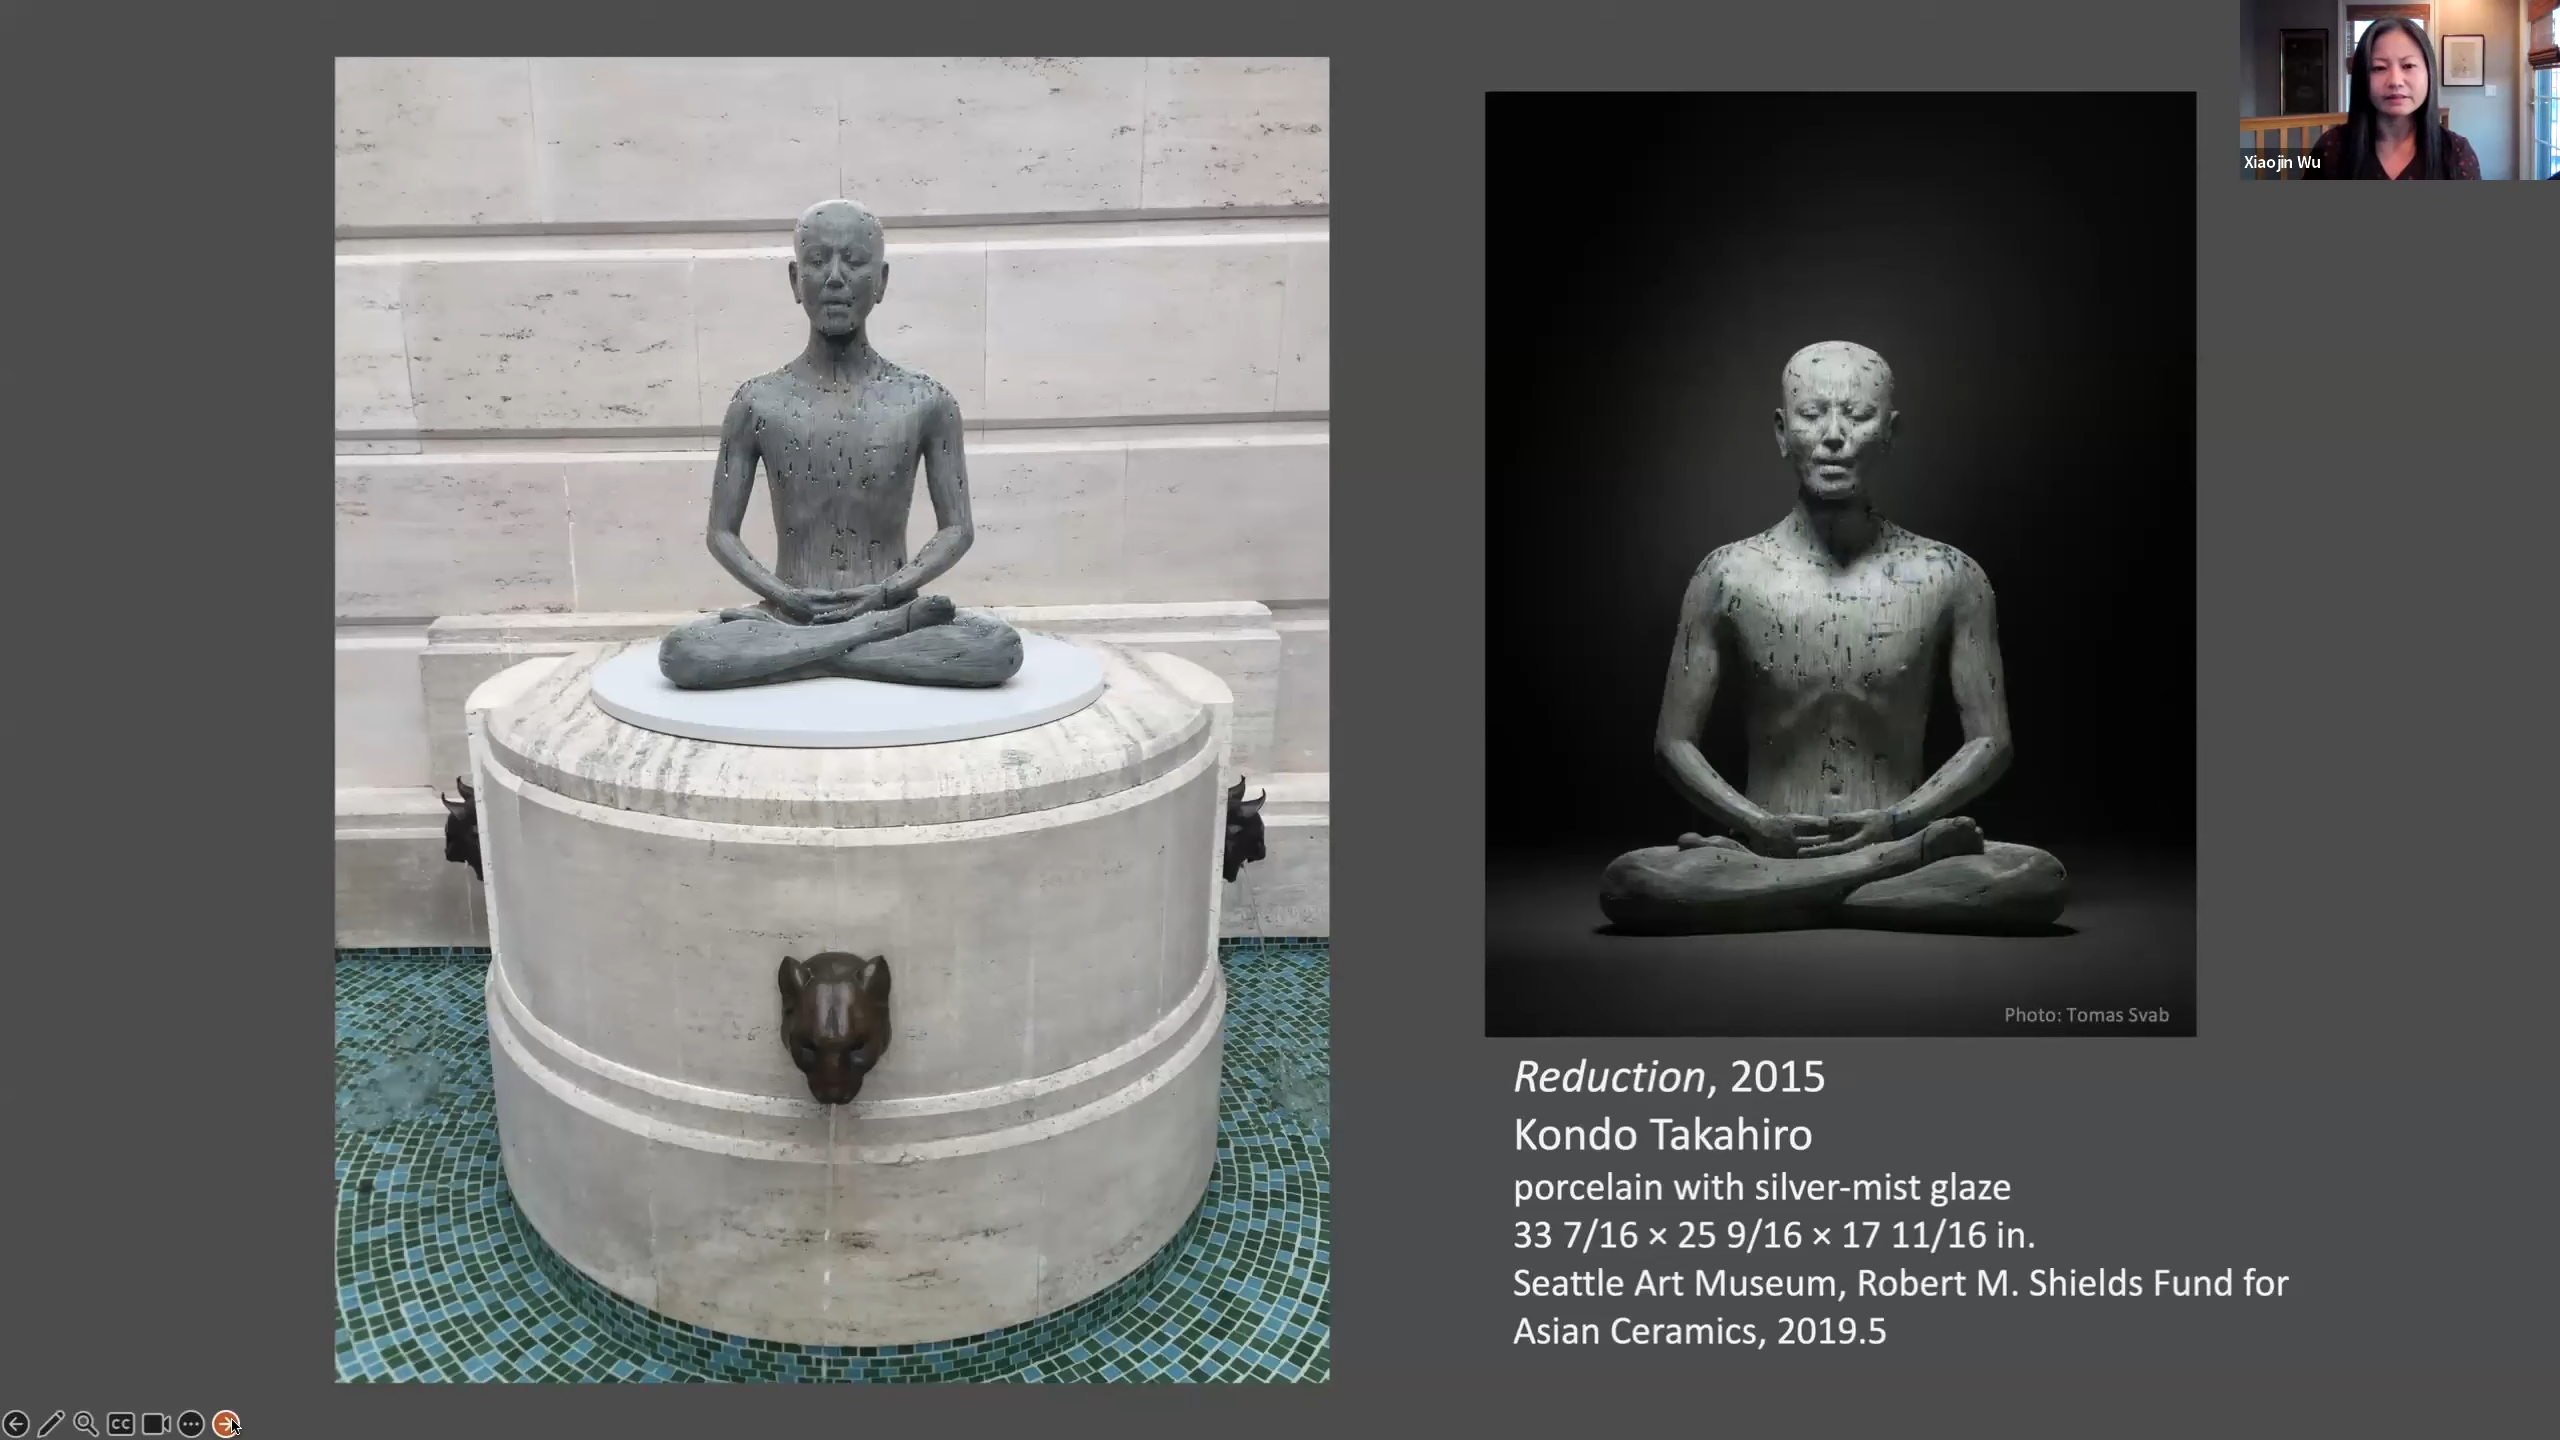 Xiaojin Wu
Photo: Tomas Svab
Reduction, 2015
Kondo Takahiro
porcelain with silver-mist glaze
33 7/16 × 25 9/16 × 17 11/16 in.
Seattle Art Museum, Robert M. Shields Fund for
Asian Ceramics, 2019.5
CC